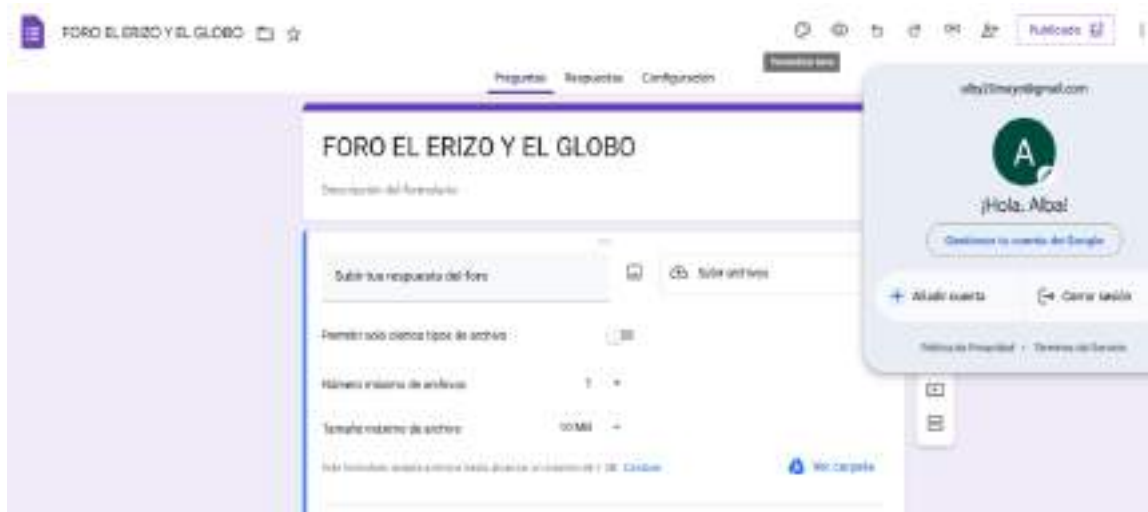 FORO EL ERIZO Y EL GLOBO
Publicado
Preguntas Respuestas Configuración
FORO EL ERIZO Y EL GLOBO
Descripción del formulario
Subir tus respuesta del foro
Subir archivos
Permitir solo ciertos tipos de archivo
Número máximo de archivos 1
Tamaño máximo de archivo 10 MB
Cambiar
Ver carpeta
A
¡Hola, Alba!
Gestionar tu cuenta de Google
Añadir cuenta
Cerrar sesión
Política de Privacidad • Términos del Servicio